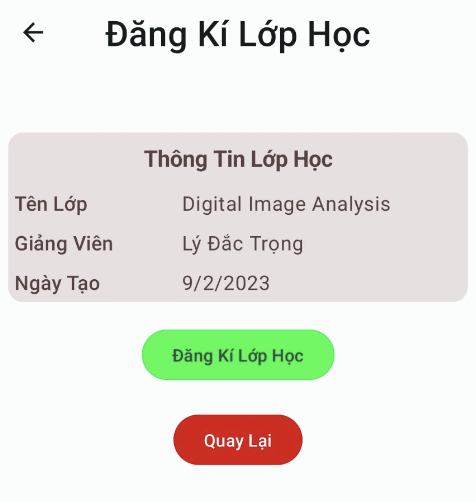 Đăng Kí Lớp Học
Thông Tin Lớp Học
Tên Lớp Digital Image Analysis
Giảng Viên Lý Đắc Trọng
Ngày Tạo 9/2/2023
Đăng Kí Lớp Học
Quay Lại